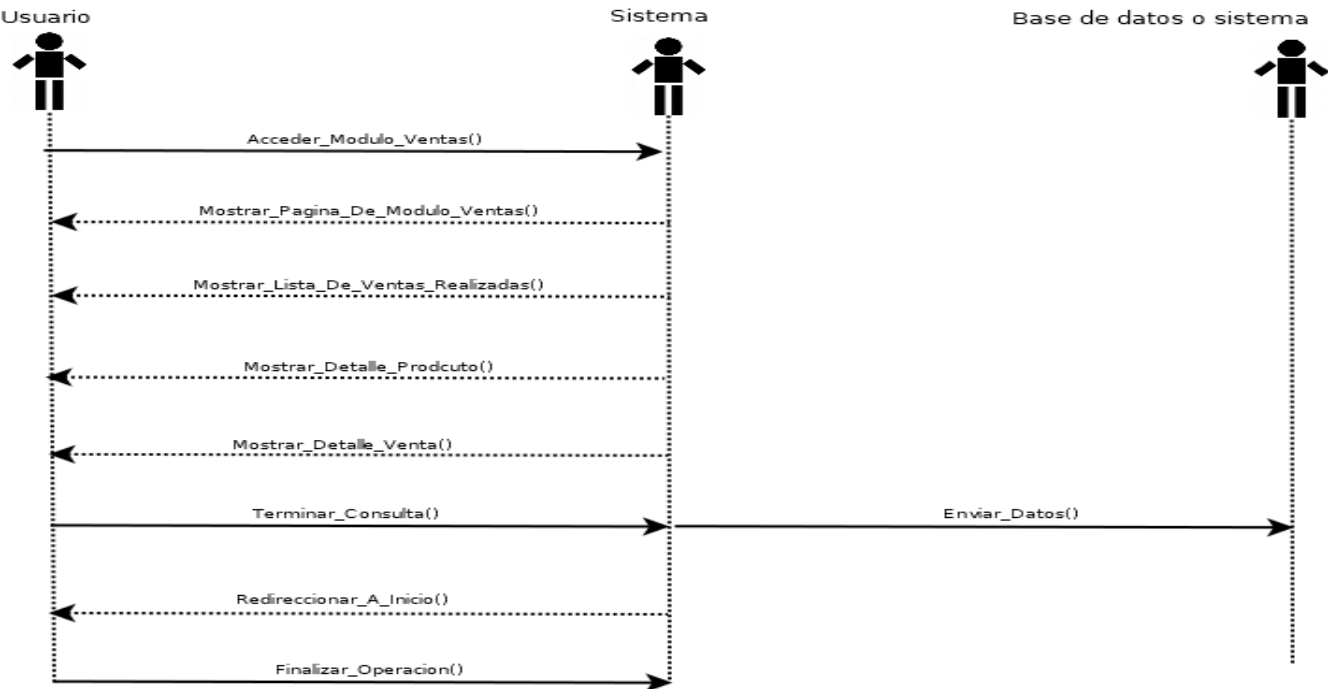 Usuario
Sistema
Base de datos o sistema
Acceder_Modulo_Ventas()
Mostrar_Pagina_De_Modulo_Ventas()
Mostrar_Lista_De_Ventas_Realizadas()
Mostrar_Detalle_Prodcuto()
Mostrar_Detalle_Venta()
Terminar_Consulta()
Enviar_Datos()
Redireccionar_A_Inicio()
Finalizar_Operacion()